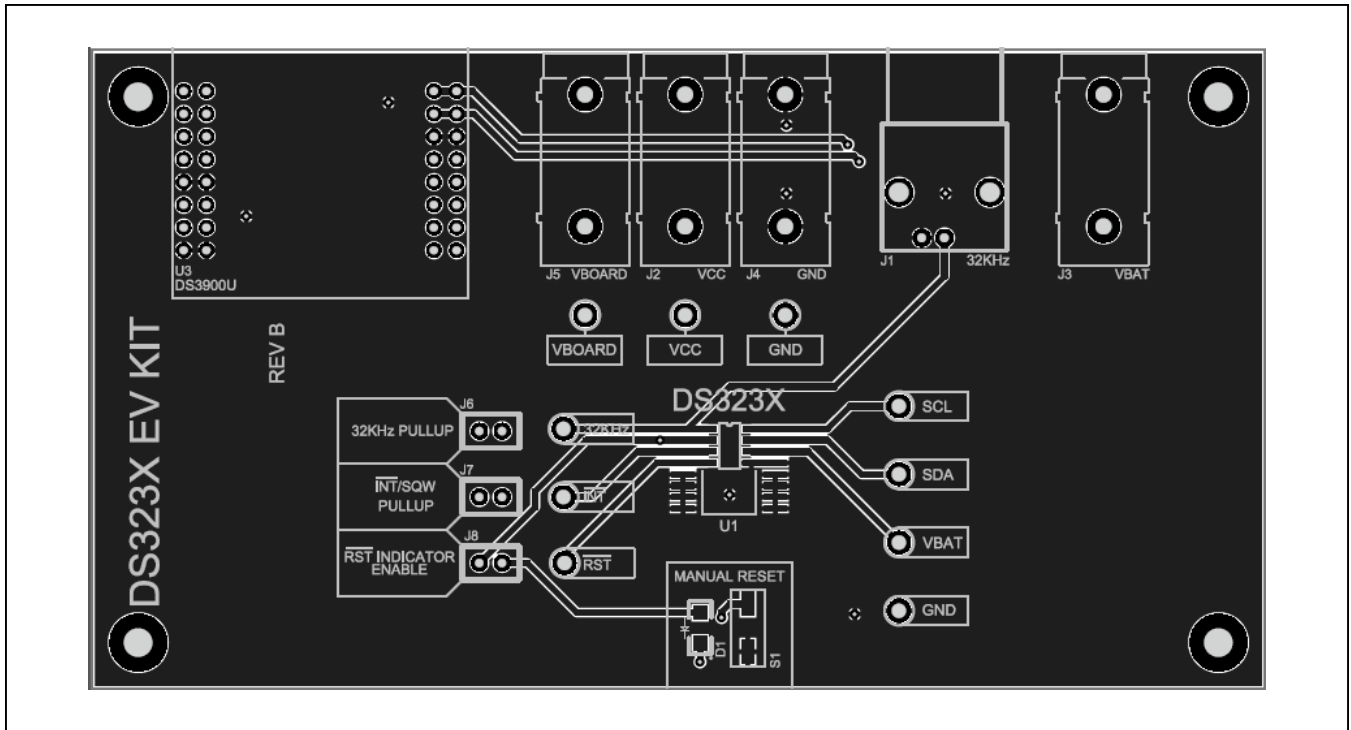 U3
DS3900U
J5 VBOARD
J2 VCC
J4 GND
J1 32KHz
J3 VBAT
VBOARD
VCC
GND
DS323X EV KIT
REV B
DS323X
J6
32KHz PULLUP
32KHz
SCL
J7
INT/SQW
PULLUP
INT
SDA
U1
J8
RST INDICATOR
ENABLE
RST
VBAT
MANUAL RESET
D1
S1
GND